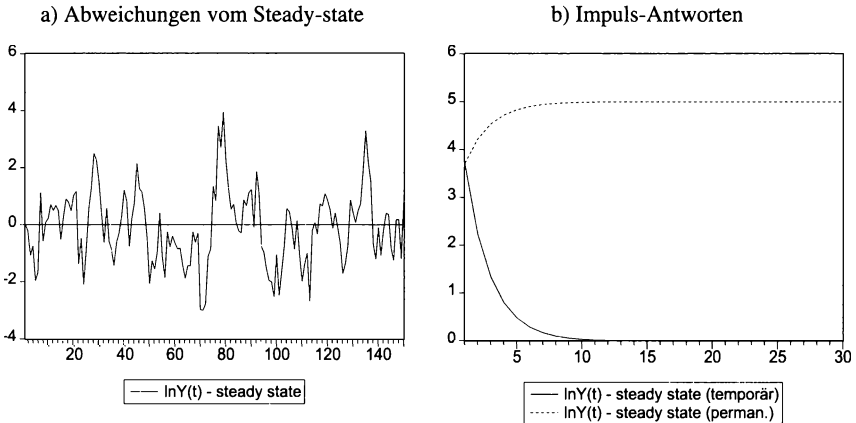 a) Abweichungen vom Steady-state
6
4
2
0
-2
-4
20 40 60 80 100 120 140
lnY(t) - steady state
b) Impuls-Antworten
6
5
4
3
2
1
0
5 10 15 20 25 30
lnY(t) - steady state (temporär)
lnY(t) - steady state (perman.)